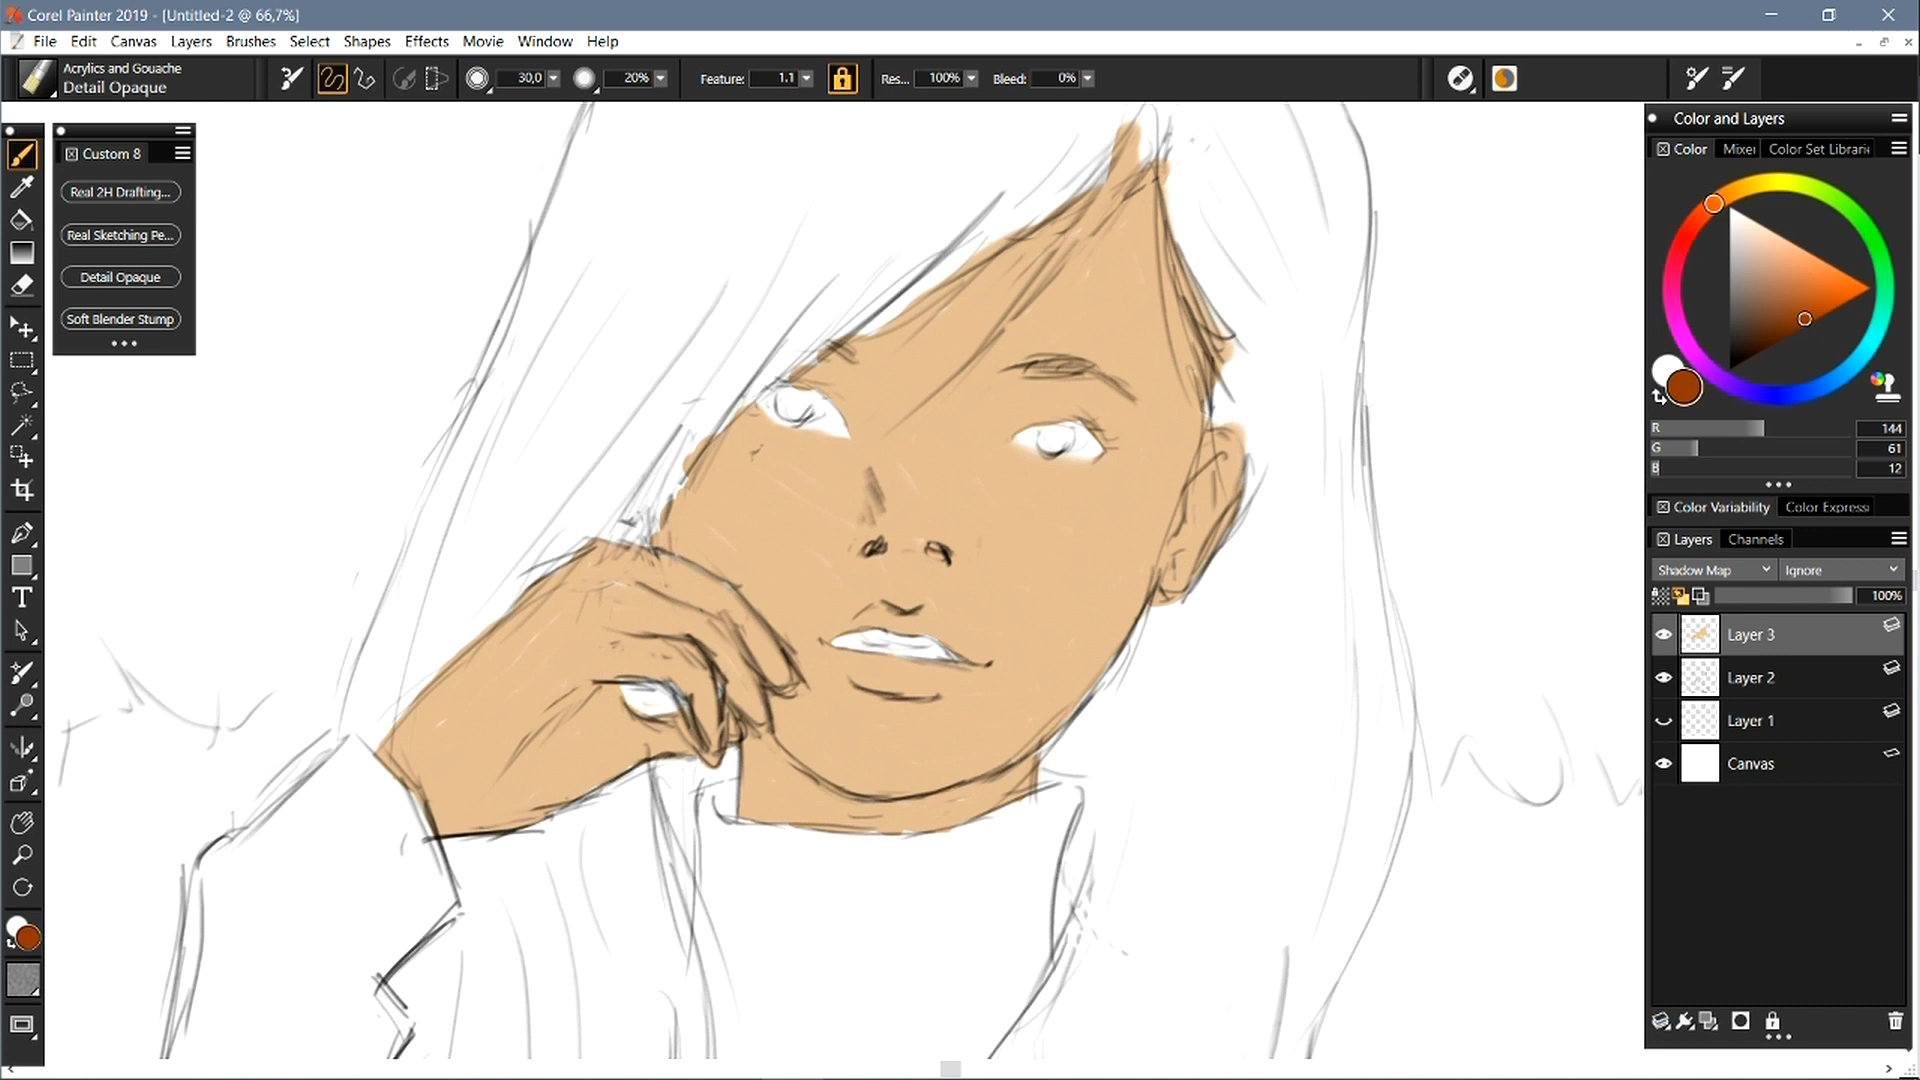 Corel Painter 2019 - [Untitled-2 @ 66,7%]
File Edit Canvas Layers Brushes Select Shapes Effects Movie Window Help
Acrylics and Gouache
Detail Opaque
30,0 20% Feature: 1.1 Res... 100% Bleed: 0%
Custom 8
Real 2H Drafting...
Real Sketching Pe...
Detail Opaque
Soft Blender Stump
Color and Layers
Color Mixer Color Set Librari
R 144
G 61
B 12
Color Variability Color Express
Layers Channels
Shadow Map Ignore
100%
Layer 3
Layer 2
Layer 1
Canvas